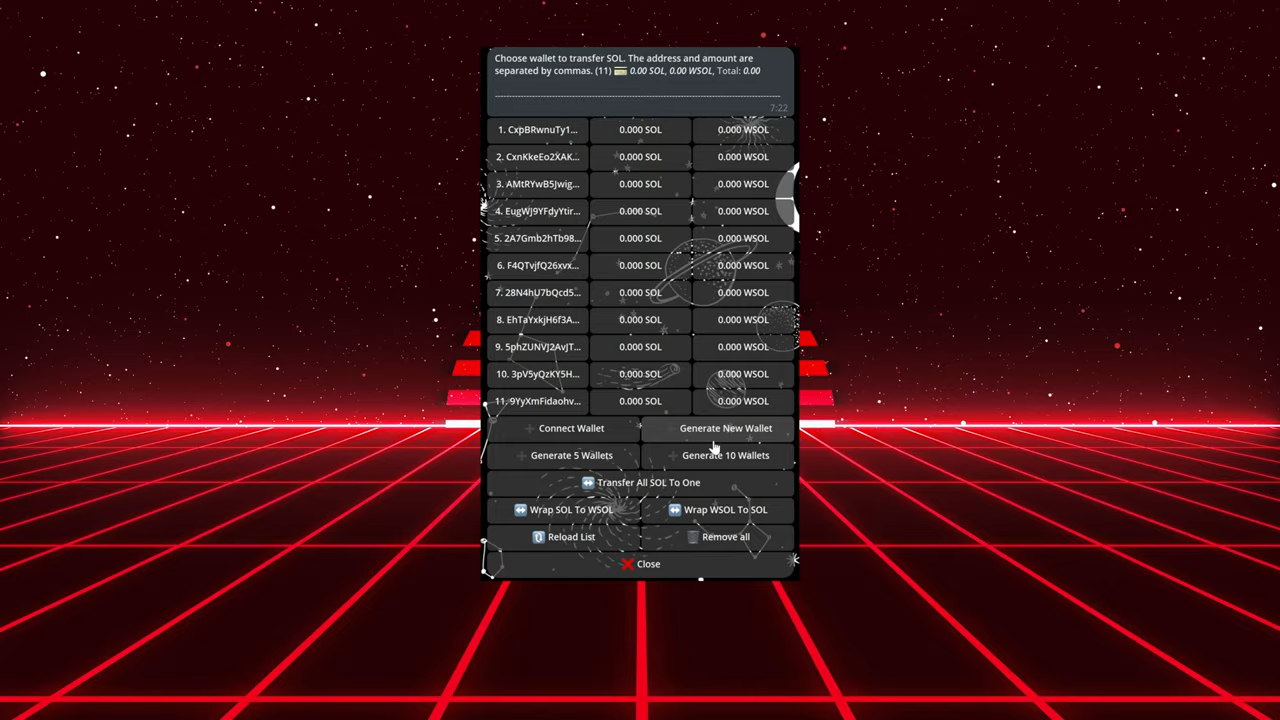 Choose wallet to transfer SOL. The address and amount are
separated by commas. (11) 💳 0.00 SOL, 0.00 WSOL, Total: 0.00
7:22
1. CxpBRwnuTy1... 0.000 SOL 0.000 WSOL
2. CxnKkeEo2XAK... 0.000 SOL 0.000 WSOL
3. AMtRYwB5Jwig... 0.000 SOL 0.000 WSOL
4. EugWJ9YFdyYtir... 0.000 SOL 0.000 WSOL
5. 2A7Gmb2hTb98... 0.000 SOL 0.000 WSOL
6. F4QTvjfQ26xvx... 0.000 SOL 0.000 WSOL
7. 28N4hU7bQcd5... 0.000 SOL 0.000 WSOL
8. EhTaYxkjH6f3A... 0.000 SOL 0.000 WSOL
9. 5phZUNVJ2AvJT... 0.000 SOL 0.000 WSOL
10. 3pV5yQzKY5H... 0.000 SOL 0.000 WSOL
11. 9YyXmFidaohv... 0.000 SOL 0.000 WSOL
Connect Wallet Generate New Wallet
Generate 5 Wallets Generate 10 Wallets
Transfer All SOL To One
Wrap SOL To WSOL Wrap WSOL To SOL
Reload List Remove all
Close